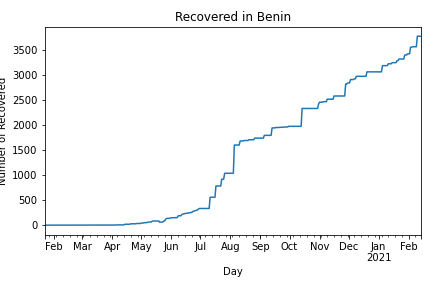 Recovered in Benin
Number of Recovered
3500
3000
2500
2000
1500
1000
500
0
Feb Mar Apr May Jun Jul Aug Sep Oct Nov Dec Jan Feb
2021
Day